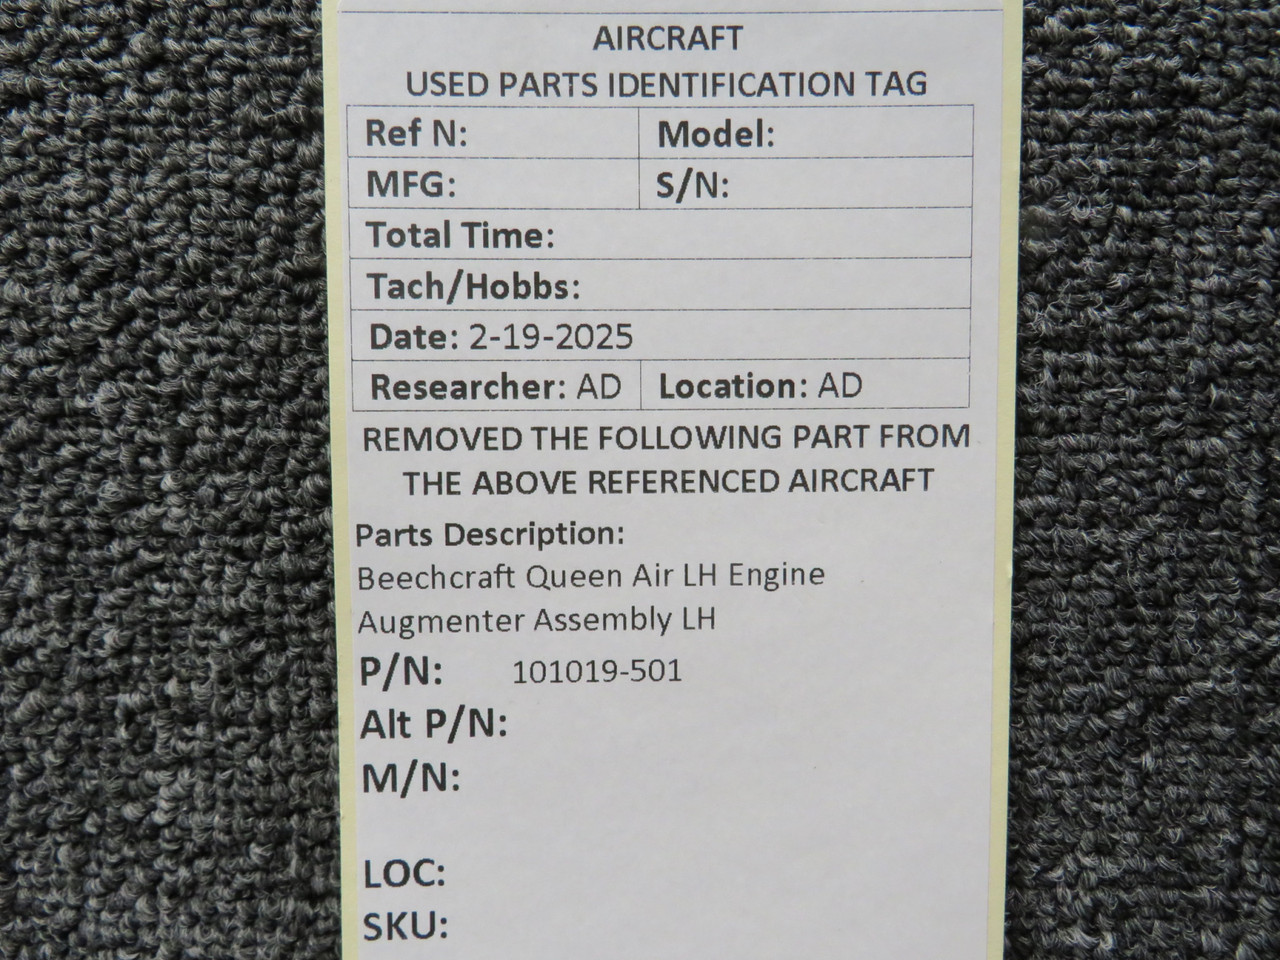 AIRCRAFT
USED PARTS IDENTIFICATION TAG
Ref N: Model:
MFG: S/N:
Total Time:
Tach/Hobbs:
Date: 2-19-2025
Researcher: AD Location: AD
REMOVED THE FOLLOWING PART FROM
THE ABOVE REFERENCED AIRCRAFT
Parts Description:
Beechcraft Queen Air LH Engine
Augmenter Assembly LH
P/N: 101019-501
Alt P/N:
M/N:
LOC:
SKU: